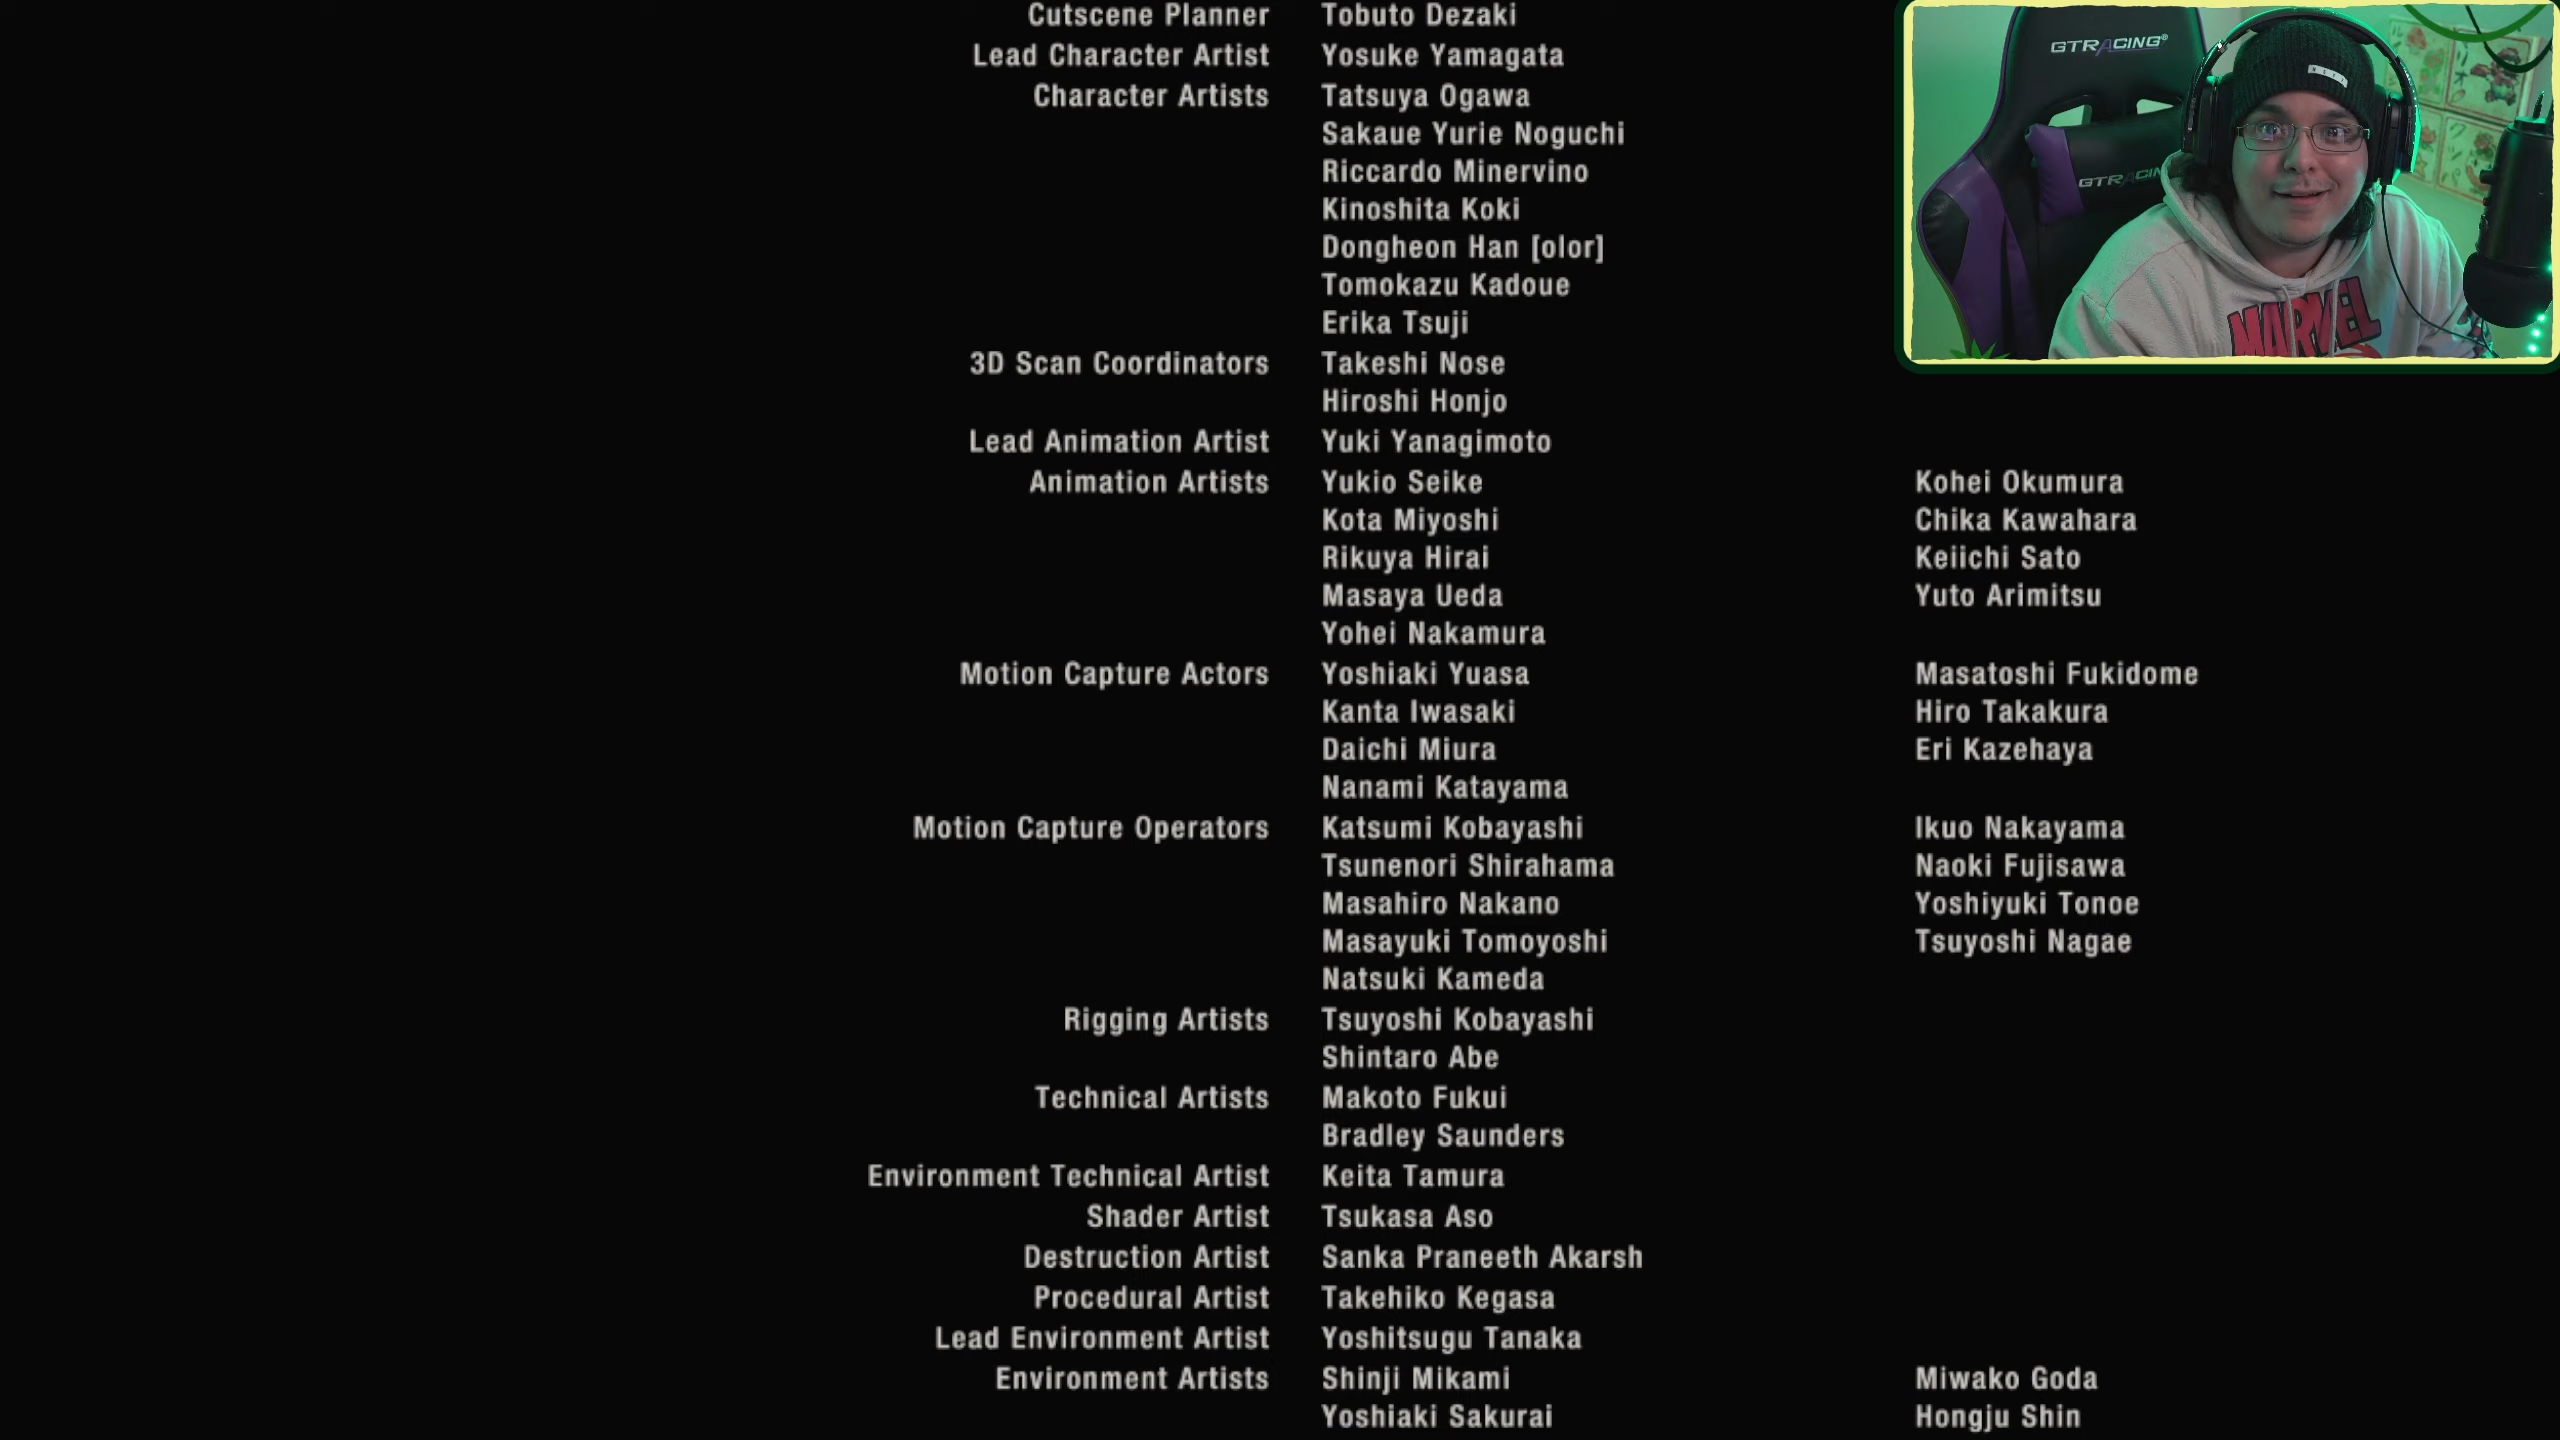 Cutscene Planner Tobuto Dezaki
Lead Character Artist Yosuke Yamagata
Character Artists Tatsuya Ogawa
Sakaue Yurie Noguchi
Riccardo Minervino
Kinoshita Koki
Dongheon Han [olor]
Tomokazu Kadoue
Erika Tsuji
3D Scan Coordinators Takeshi Nose
Hiroshi Honjo
Lead Animation Artist Yuki Yanagimoto
Animation Artists Yukio Seike Kohei Okumura
Kota Miyoshi Chika Kawahara
Rikuya Hirai Keiichi Sato
Masaya Ueda Yuto Arimitsu
Yohei Nakamura
Motion Capture Actors Yoshiaki Yuasa Masatoshi Fukidome
Kanta Iwasaki Hiro Takakura
Daichi Miura Eri Kazehaya
Nanami Katayama
Motion Capture Operators Katsumi Kobayashi Ikuo Nakayama
Tsunenori Shirahama Naoki Fujisawa
Masahiro Nakano Yoshiyuki Tonoe
Masayuki Tomoyoshi Tsuyoshi Nagae
Natsuki Kameda
Rigging Artists Tsuyoshi Kobayashi
Shintaro Abe
Technical Artists Makoto Fukui
Bradley Saunders
Environment Technical Artist Keita Tamura
Shader Artist Tsukasa Aso
Destruction Artist Sanka Praneeth Akarsh
Procedural Artist Takehiko Kegasa
Lead Environment Artist Yoshitsugu Tanaka
Environment Artists Shinji Mikami Miwako Goda
Yoshiaki Sakurai Hongju Shin
GTRACING®
GTRACIN
MARVEL